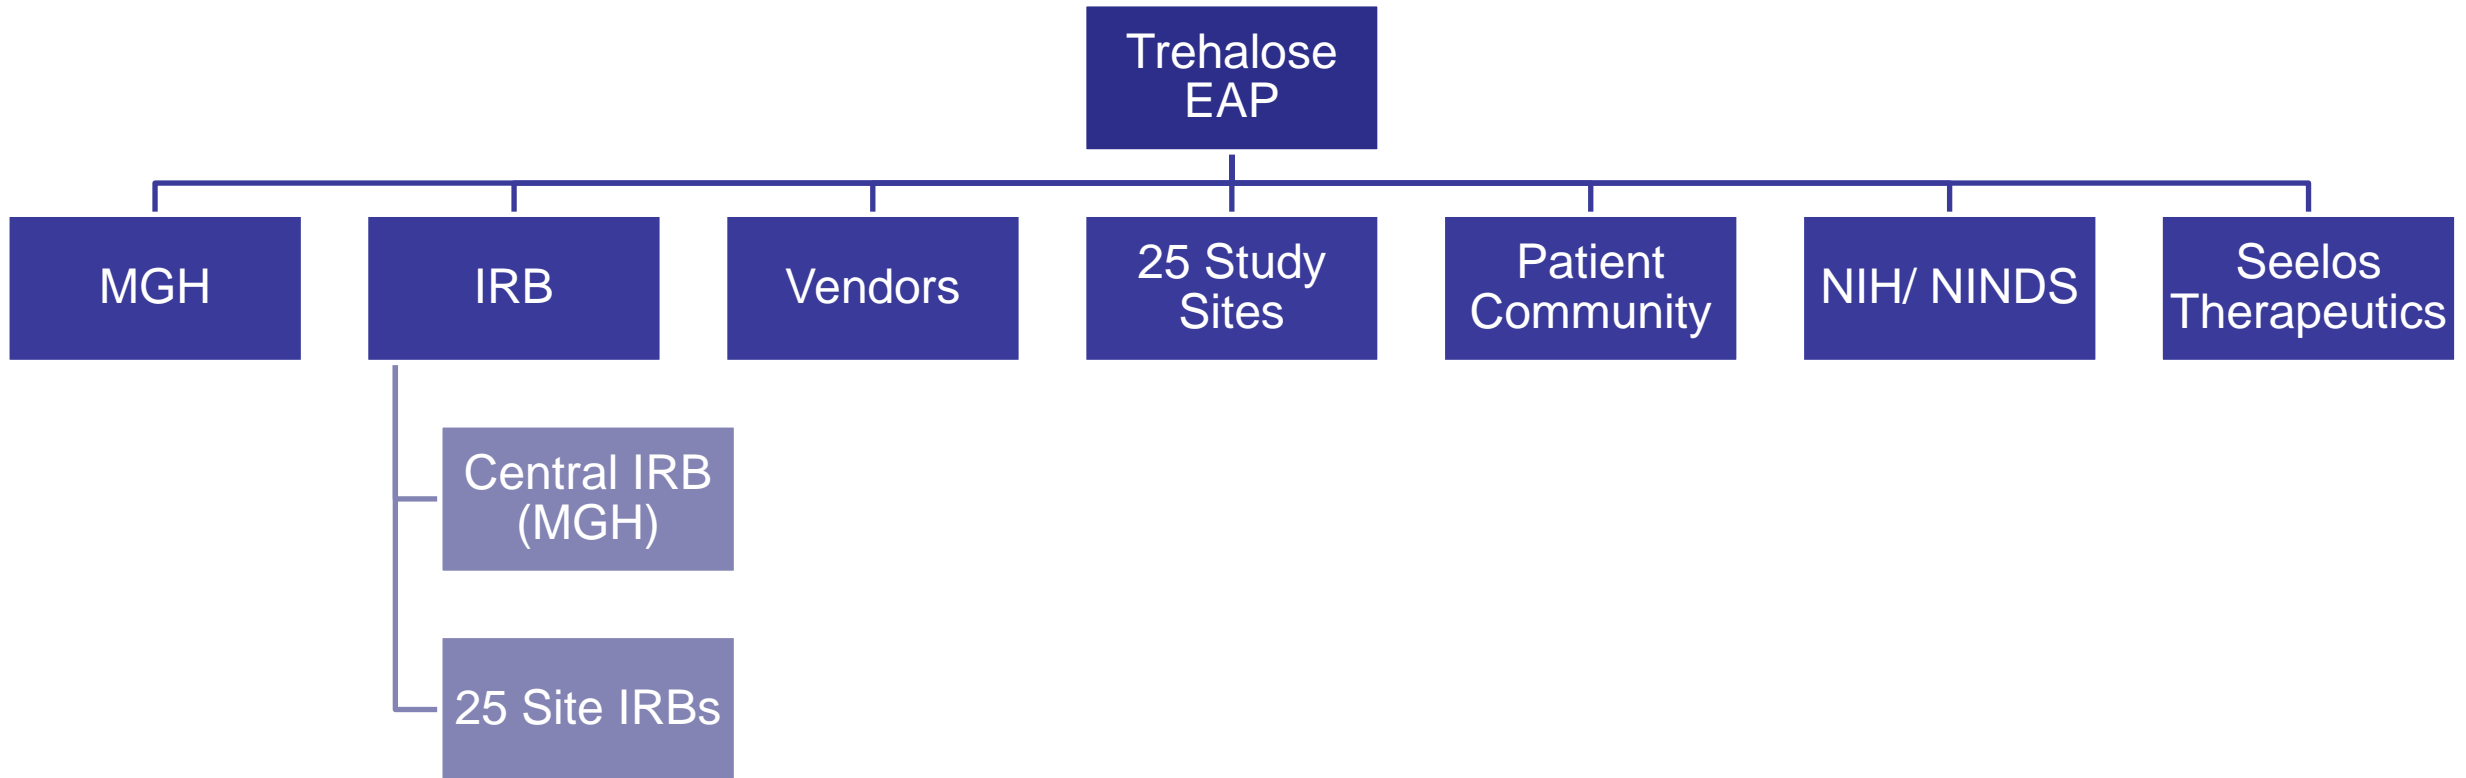 Trehalose
EAP
MGH
IRB
Vendors
25 Study
Sites
Patient
Community
NIH/ NINDS
Seelos
Therapeutics
Central IRB
(MGH)
25 Site IRBs